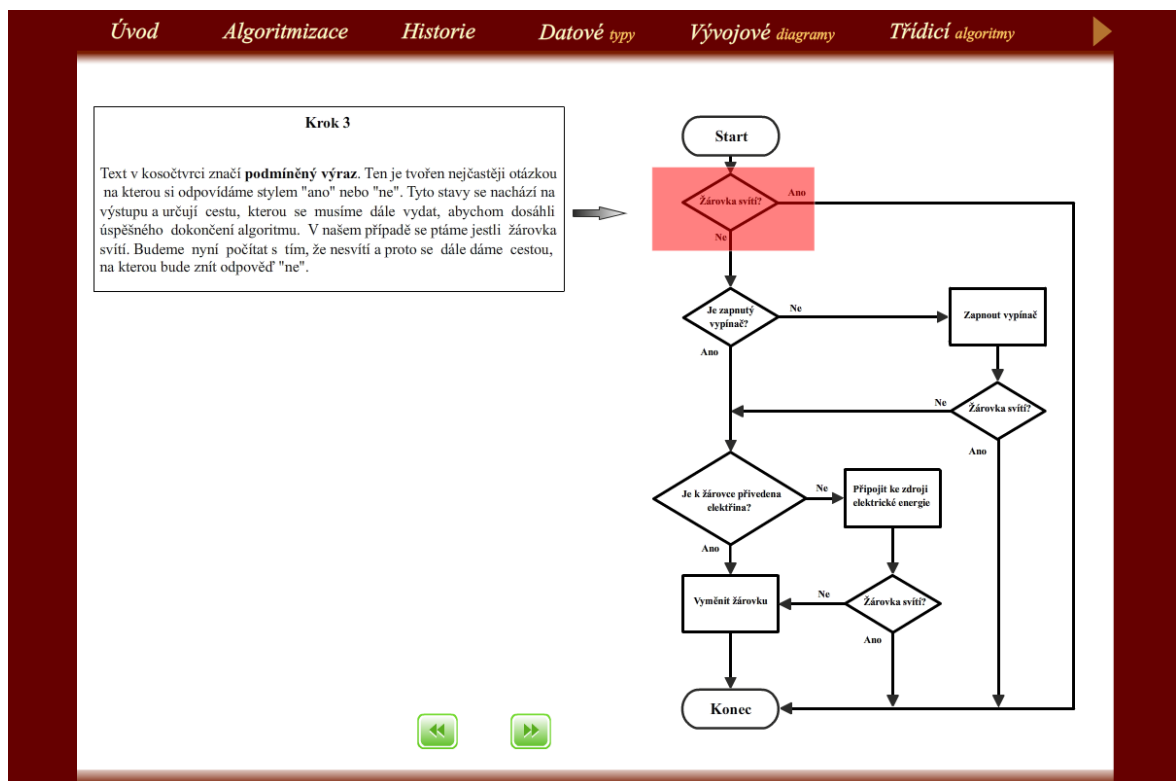 Úvod Algoritmizace Historie Datové typy Vývojové diagramy Třídicí algoritmy
Krok 3
Text v kosočtvrci značí podmíněný výraz. Ten je tvořen nejčastěji otázkou
na kterou si odpovídáme stylem "ano" nebo "ne". Tyto stavy se nachází na
výstupu a určují cestu, kterou se musíme dále vydat, abychom dosáhli
úspěšného dokončení algoritmu. V našem případě se ptáme jestli žárovka
svítí. Budeme nyní počítat s tím, že nesvítí a proto se dále dáme cestou,
na kterou bude znít odpověď "ne".
Start
Žárovka svítí?
Ano
Ne
Je zapnutý
vypínač?
Ne
Zapnout vypínač
Ano
Žárovka svítí?
Ne
Ano
Je k žárovce přivedena
elektřina?
Ne
Připojit ke zdroji
elektrické energie
Ano
Vyměnit žárovku
Ne
Žárovka svítí?
Ano
Konec